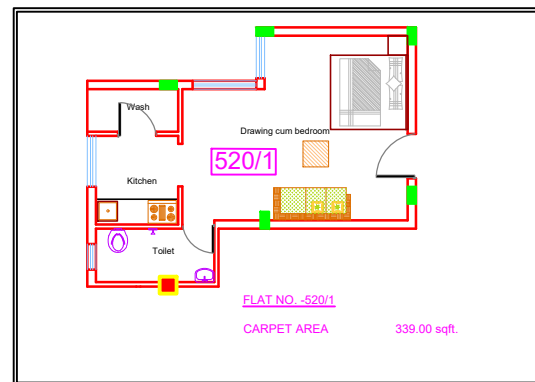 Wash
Drawing cum bedroom
520/1
Kitchen
Toilet
FLAT NO. -520/1
CARPET AREA 339.00 sqft.